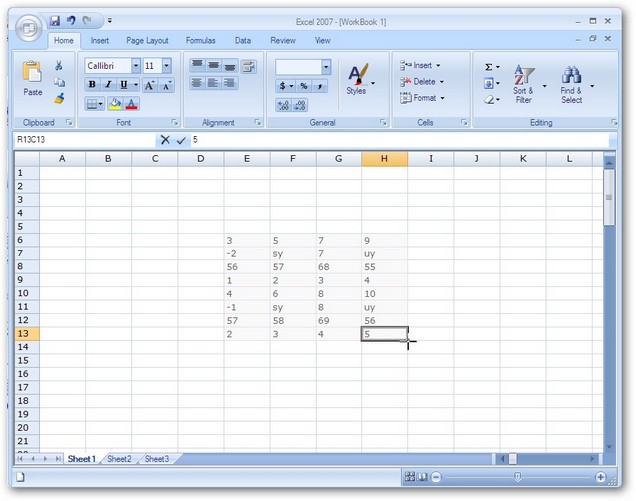 Excel 2007 - [WorkBook 1]
Home Insert Page Layout Formulas Data Review View
Paste Callibri 11 $ % , Styles Insert Delete Format Σ Sort & Filter Find & Select
B I U A A
Clipboard Font Alignment General Cells Editing
R13C13 5
A B C D E F G H I J K L
1
2
3
4
5
6 3 5 7 9
7 -2 sy 7 uy
8 56 57 68 55
9 1 2 3 4
10 4 6 8 10
11 -1 sy 8 uy
12 57 58 69 56
13 2 3 4 5
14
15
16
17
18
19
20
21
Sheet1 Sheet2 Sheet3